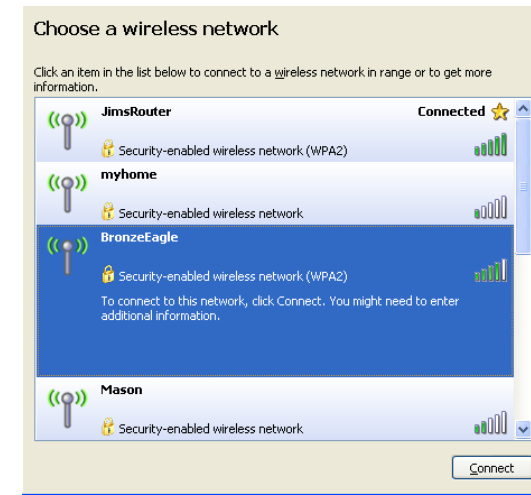 Choose a wireless network
Click an item in the list below to connect to a wireless network in range or to get more
information.
JimsRouter Connected
Security-enabled wireless network (WPA2)
myhome
Security-enabled wireless network
BronzeEagle
Security-enabled wireless network (WPA2)
To connect to this network, click Connect. You might need to enter
additional information.
Mason
Security-enabled wireless network
Connect